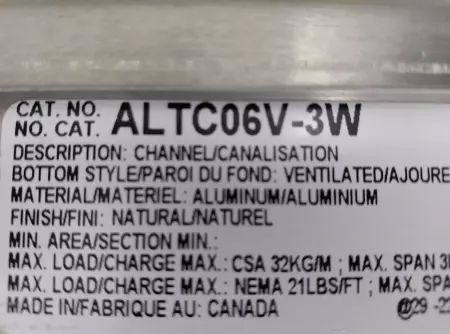 CAT. NO.
NO. CAT. ALTC06V-3W
DESCRIPTION: CHANNEL/CANALISATION
BOTTOM STYLE/PAROI DU FOND: VENTILATED/AJOURE
MATERIAL/MATERIEL: ALUMINUM/ALUMINIUM
FINISH/FINI: NATURAL/NATUREL
MIN. AREA/SECTION MIN.:
MAX. LOAD/CHARGE MAX.: CSA 32KG/M ; MAX. SPAN
MAX. LOAD/CHARGE MAX.: NEMA 21LBS/FT ; MAX. SPA
MADE IN/FABRIQUE AU: CANADA